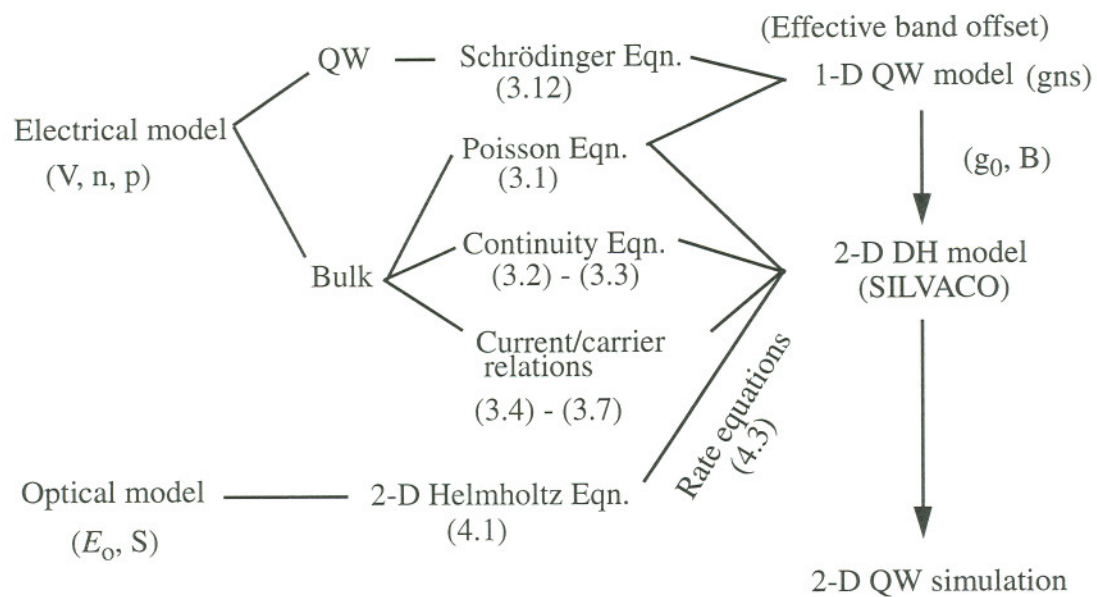 (Effective band offset)
QW
Schrödinger Eqn.
(3.12)
1-D QW model (gns)
Electrical model
(V, n, p)
Poisson Eqn.
(3.1)
(g₀, B)
Continuity Eqn.
(3.2) - (3.3)
2-D DH model
(SILVACO)
Bulk
Current/carrier
relations
(3.4) - (3.7)
Rate equations
(4.3)
Optical model
(Eₒ, S)
2-D Helmholtz Eqn.
(4.1)
2-D QW simulation